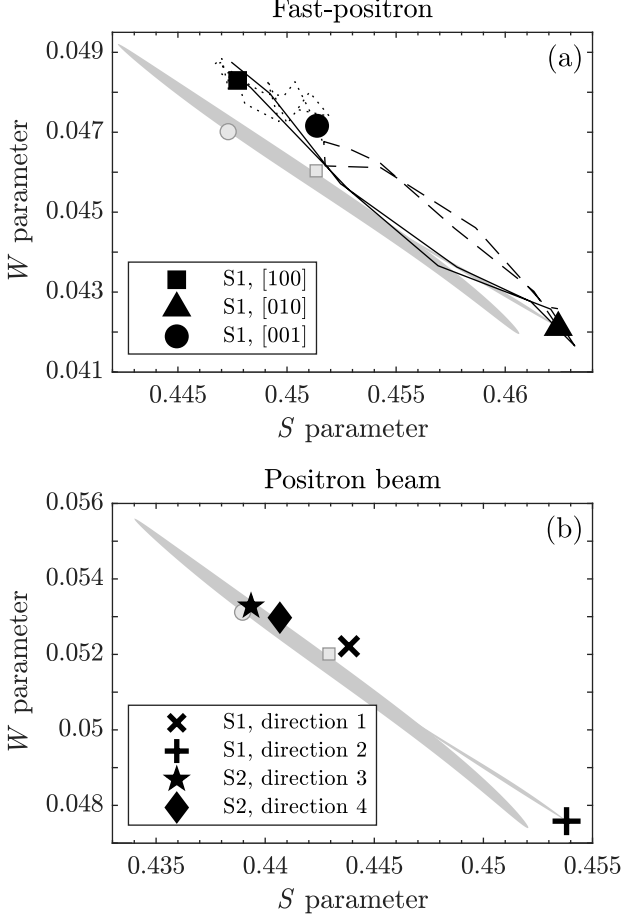 Fast-positron
(a)
0.049
0.047
0.045
0.043
0.041
W parameter
S1, [100]
S1, [010]
S1, [001]
0.445
0.45
0.455
0.46
S parameter
Positron beam
(b)
0.056
0.054
0.052
0.05
0.048
W parameter
S1, direction 1
S1, direction 2
S2, direction 3
S2, direction 4
0.435
0.44
0.445
0.45
0.455
S parameter